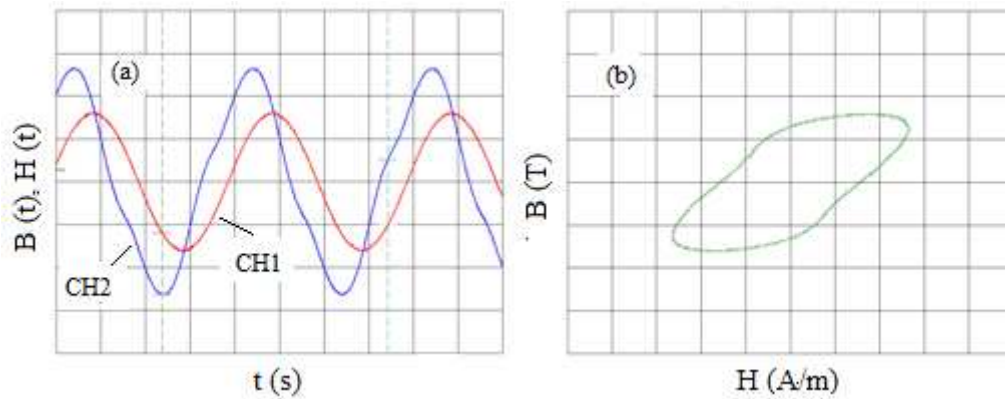 (a)
B (t), H (t)
CH2
CH1
t (s)
(b)
B (T)
H (A/m)